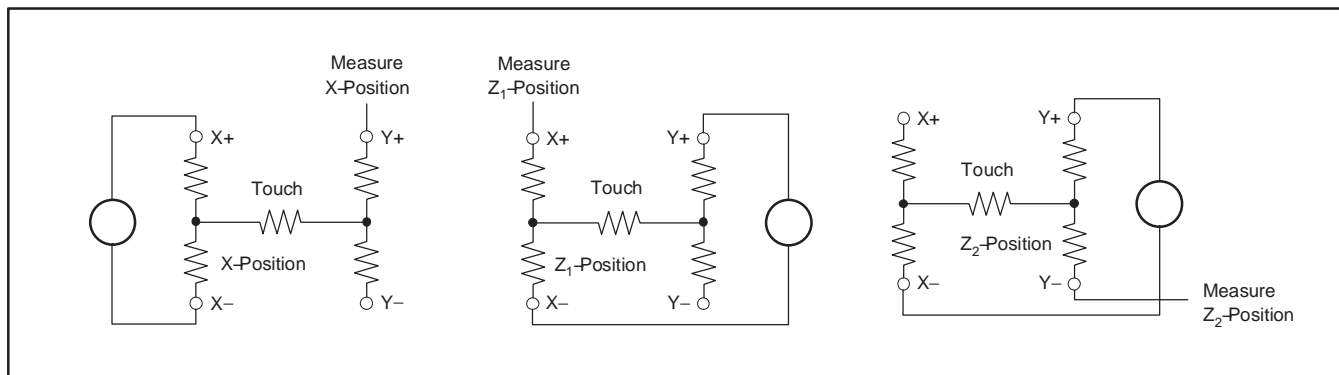 Measure
X–Position
X+
Y+
Touch
X–Position
X–
Y–
Measure
Z₁–Position
X+
Y+
Touch
Z₁–Position
X–
Y–
X+
Y+
Touch
Z₂–Position
X–
Y–
Measure
Z₂–Position